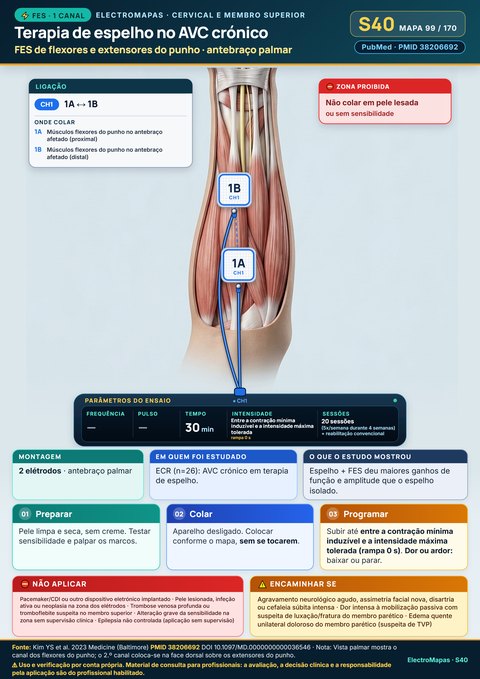 FES · 1 CANAL
ELECTROMAPAS · CERVICAL E MEMBRO SUPERIOR
Terapia de espelho no AVC crónico
FES de flexores e extensores do punho · antebraço palmar
S40 MAPA 99 / 170
PubMed · PMID 38206692
LIGAÇÃO
CH1 1A ↔ 1B
ONDE COLAR
1A Músculos flexores do punho no antebraço
afetado (proximal)
1B Músculos flexores do punho no antebraço
afetado (distal)
ZONA PROIBIDA
Não colar em pele lesada
ou sem sensibilidade
1B
CH1
1A
CH1
CH1
PARÂMETROS DO ENSAIO
FREQUÊNCIA
—
PULSO
—
TEMPO
30 min
INTENSIDADE
Entre a contração mínima
induzível e a intensidade máxima
tolerada
rampa 0 s
SESSÕES
20 sessões
(5x/semana durante 4 semanas)
+ reabilitação convencional
MONTAGEM
2 elétrodos · antebraço palmar
EM QUEM FOI ESTUDADO
ECR (n=26): AVC crónico em terapia
de espelho.
O QUE O ESTUDO MOSTROU
Espelho + FES deu maiores ganhos de
função e amplitude que o espelho
isolado.
01 Preparar
Pele limpa e seca, sem creme. Testar
sensibilidade e palpar os marcos.
02 Colar
Aparelho desligado. Colocar
conforme o mapa, sem se tocarem.
03 Programar
Subir até entre a contração mínima
induzível e a intensidade máxima
tolerada (rampa 0 s). Dor ou ardor:
baixar ou parar.
NÃO APLICAR
Pacemaker/CDI ou outro dispositivo eletrónico implantado · Pele lesionada, infeção
ativa ou neoplasia na zona dos elétrodos · Trombose venosa profunda ou
tromboflebite suspeita no membro superior · Alteração grave da sensibilidade na
zona sem supervisão clínica · Epilepsia não controlada (aplicação sem supervisão)
ENCAMINHAR SE
Agravamento neurológico agudo, assimetria facial nova, disartria
ou cefaleia súbita intensa · Dor intensa à mobilização passiva com
suspeita de luxação/fratura do membro parético · Edema quente
unilateral doloroso do membro parético (suspeita de TVP)
Fonte: Kim YS et al. 2023 Medicine (Baltimore) PMID 38206692 DOI 10.1097/MD.0000000000036546 · Nota: Vista palmar mostra o
canal dos flexores do punho; o 2.º canal coloca-se na face dorsal sobre os extensores do punho.
⚠ Uso e verificação por conta própria. Material de consulta para profissionais: a avaliação, a decisão clínica e a responsabilidade
pela aplicação são do profissional habilitado.
ElectroMapas · S40